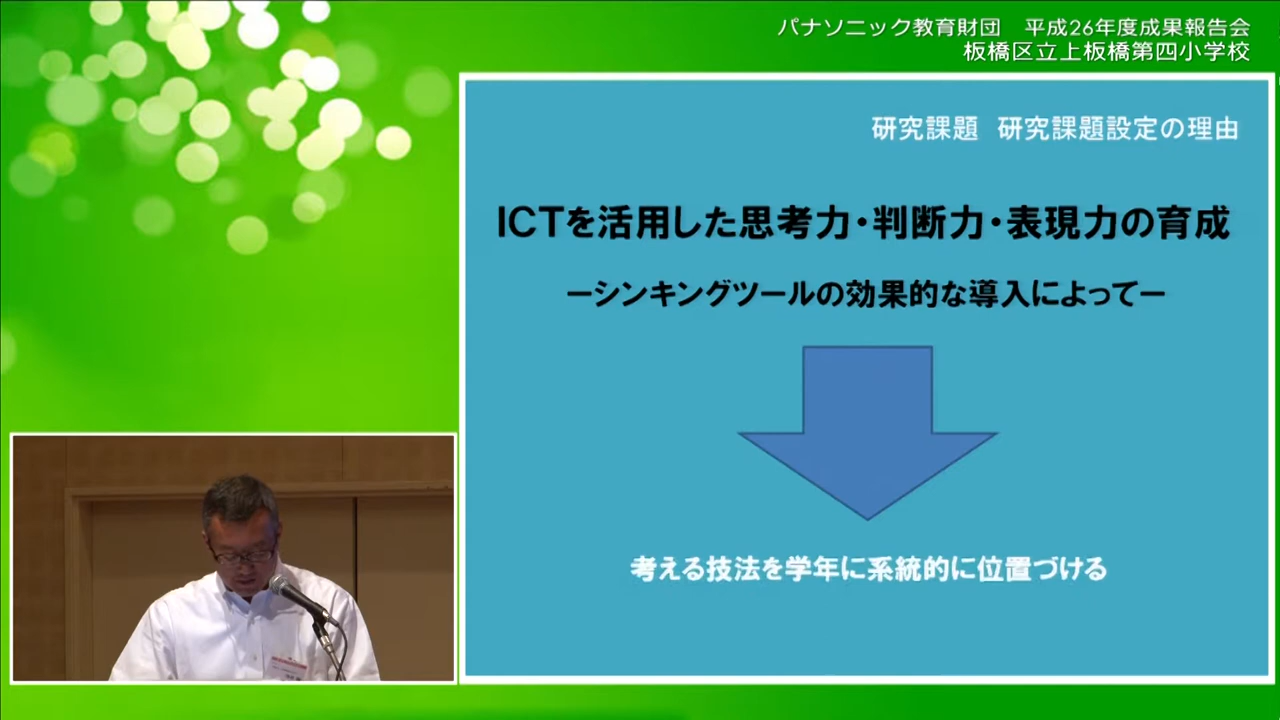 パナソニック教育財団　平成26年度成果報告会
板橋区立上板橋第四小学校
研究課題　研究課題設定の理由
ICTを活用した思考力・判断力・表現力の育成
ーシンキングツールの効果的な導入によってー
考える技法を学年に系統的に位置づける